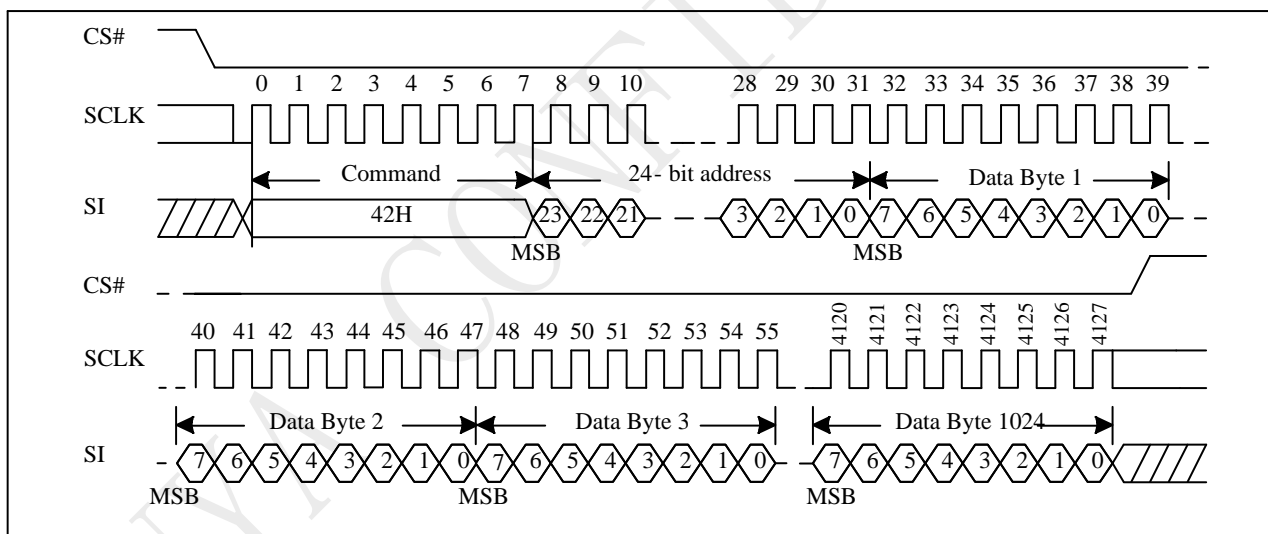 CS#
0 1 2 3 4 5 6 7 8 9 10 28 29 30 31 32 33 34 35 36 37 38 39
SCLK
Command 24- bit address Data Byte 1
SI 42H 23 22 21 3 2 1 0 7 6 5 4 3 2 1 0
MSB MSB
CS#
40 41 42 43 44 45 46 47 48 49 50 51 52 53 54 55 4120 4121 4122 4123 4124 4125 4126 4127
SCLK
Data Byte 2 Data Byte 3 Data Byte 1024
SI 7 6 5 4 3 2 1 0 7 6 5 4 3 2 1 0 7 6 5 4 3 2 1 0
MSB MSB MSB